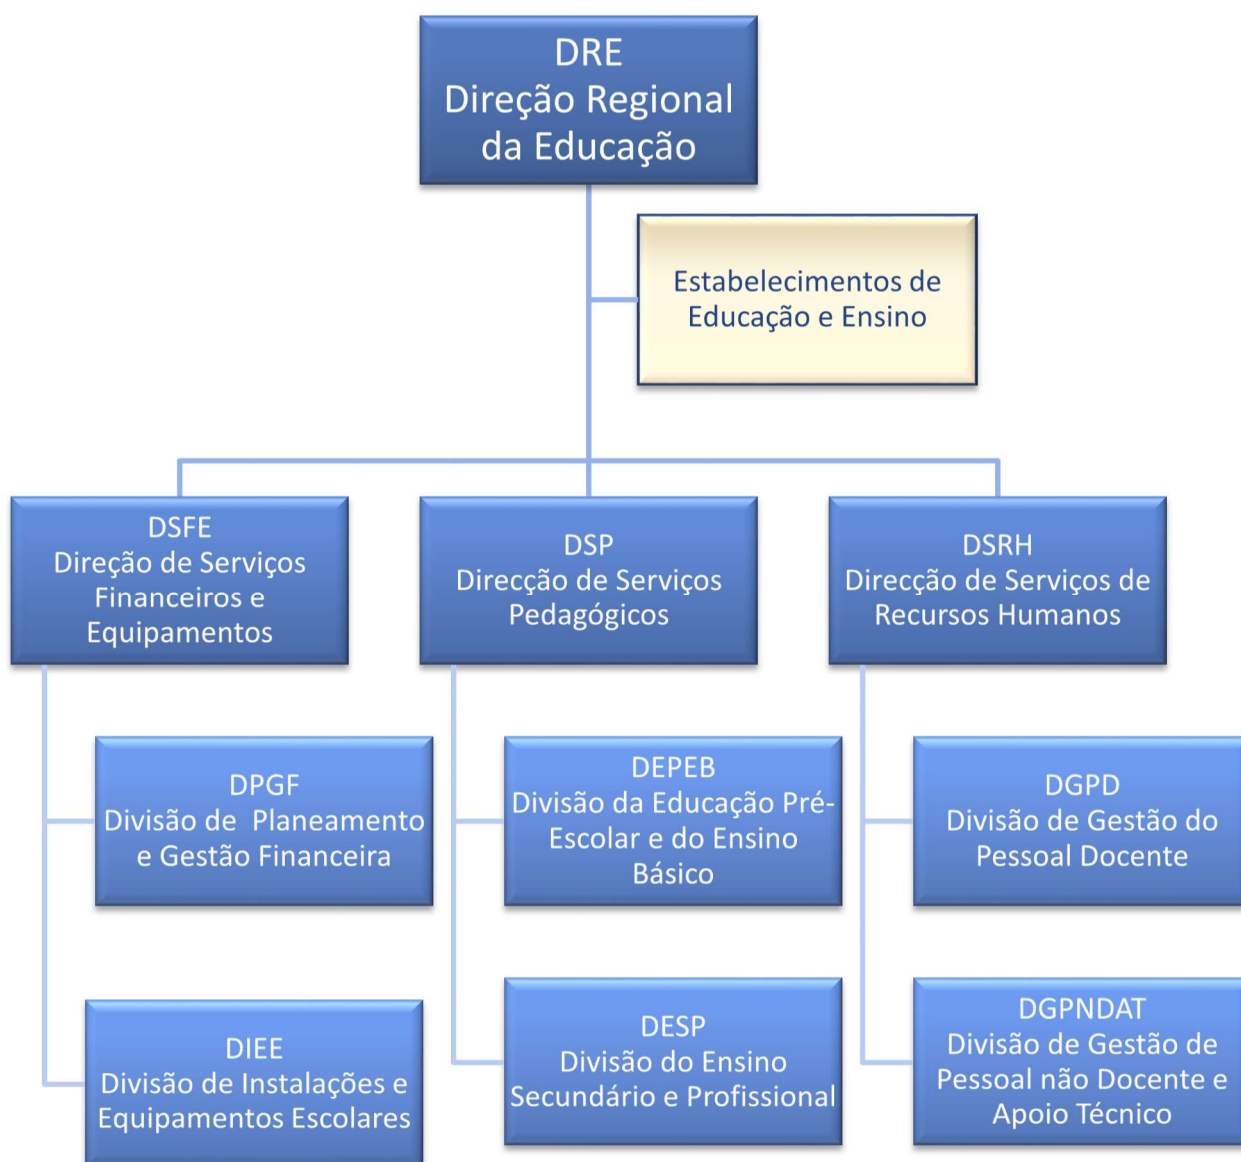 DRE
Direção Regional
da Educação
Estabelecimentos de
Educação e Ensino
DSFE
Direção de Serviços
Financeiros e
Equipamentos
DSP
Direcção de Serviços
Pedagógicos
DSRH
Direcção de Serviços de
Recursos Humanos
DPGF
Divisão de  Planeamento
e Gestão Financeira
DEPEB
Divisão da Educação Pré-
Escolar e do Ensino
Básico
DGPD
Divisão de Gestão do
Pessoal Docente
DIEE
Divisão de Instalações e
Equipamentos Escolares
DESP
Divisão do Ensino
Secundário e Profissional
DGPNDAT
Divisão de Gestão de
Pessoal não Docente e
Apoio Técnico